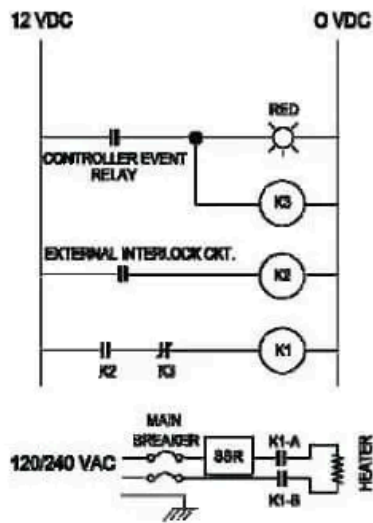 12 VDC 0 VDC
RED
CONTROLLER EVENT
RELAY
K3
EXTERNAL INTERLOCK CKT.
K2
K1
K2 K3
MAIN
BREAKER
SSR
K1-A
120/240 VAC
K1-B
HEATER